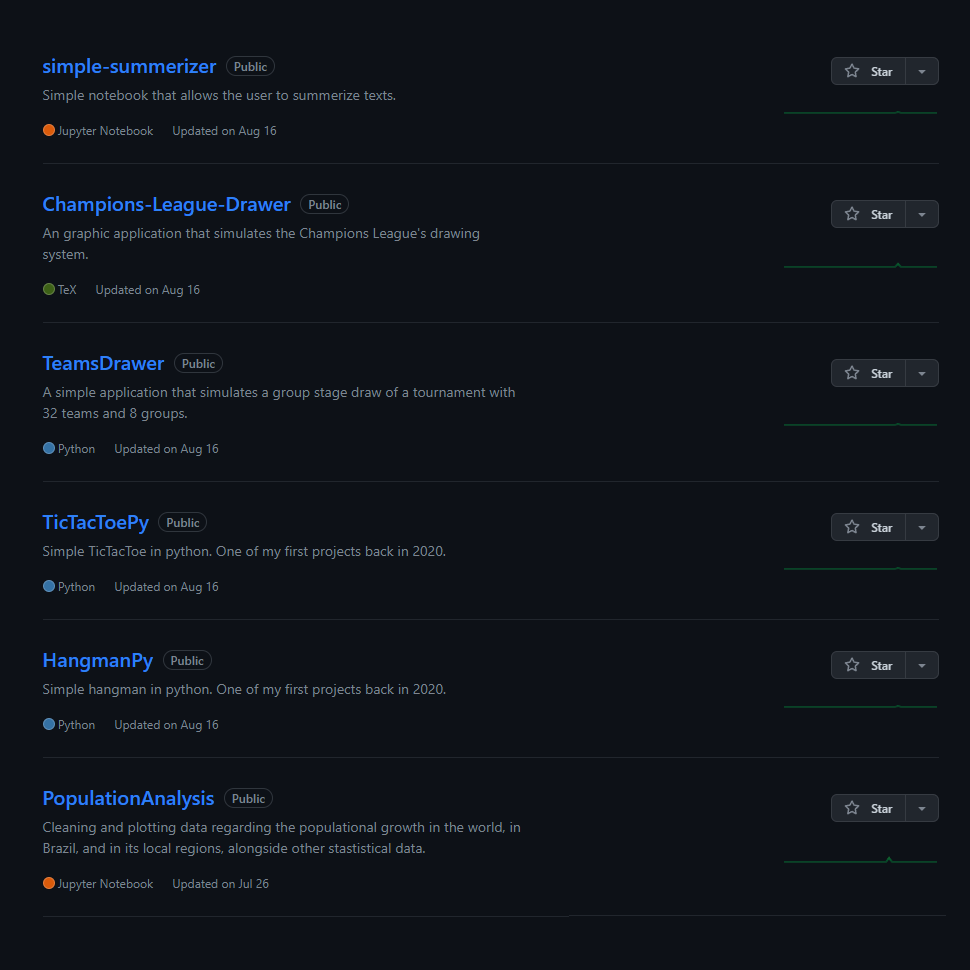 simple-summerizer Public Star
Simple notebook that allows the user to summerize texts.
Jupyter Notebook Updated on Aug 16
Champions-League-Drawer Public Star
An graphic application that simulates the Champions League's drawing
system.
TeX Updated on Aug 16
TeamsDrawer Public Star
A simple application that simulates a group stage draw of a tournament with
32 teams and 8 groups.
Python Updated on Aug 16
TicTacToePy Public Star
Simple TicTacToe in python. One of my first projects back in 2020.
Python Updated on Aug 16
HangmanPy Public Star
Simple hangman in python. One of my first projects back in 2020.
Python Updated on Aug 16
PopulationAnalysis Public Star
Cleaning and plotting data regarding the populational growth in the world, in
Brazil, and in its local regions, alongside other stastistical data.
Jupyter Notebook Updated on Jul 26